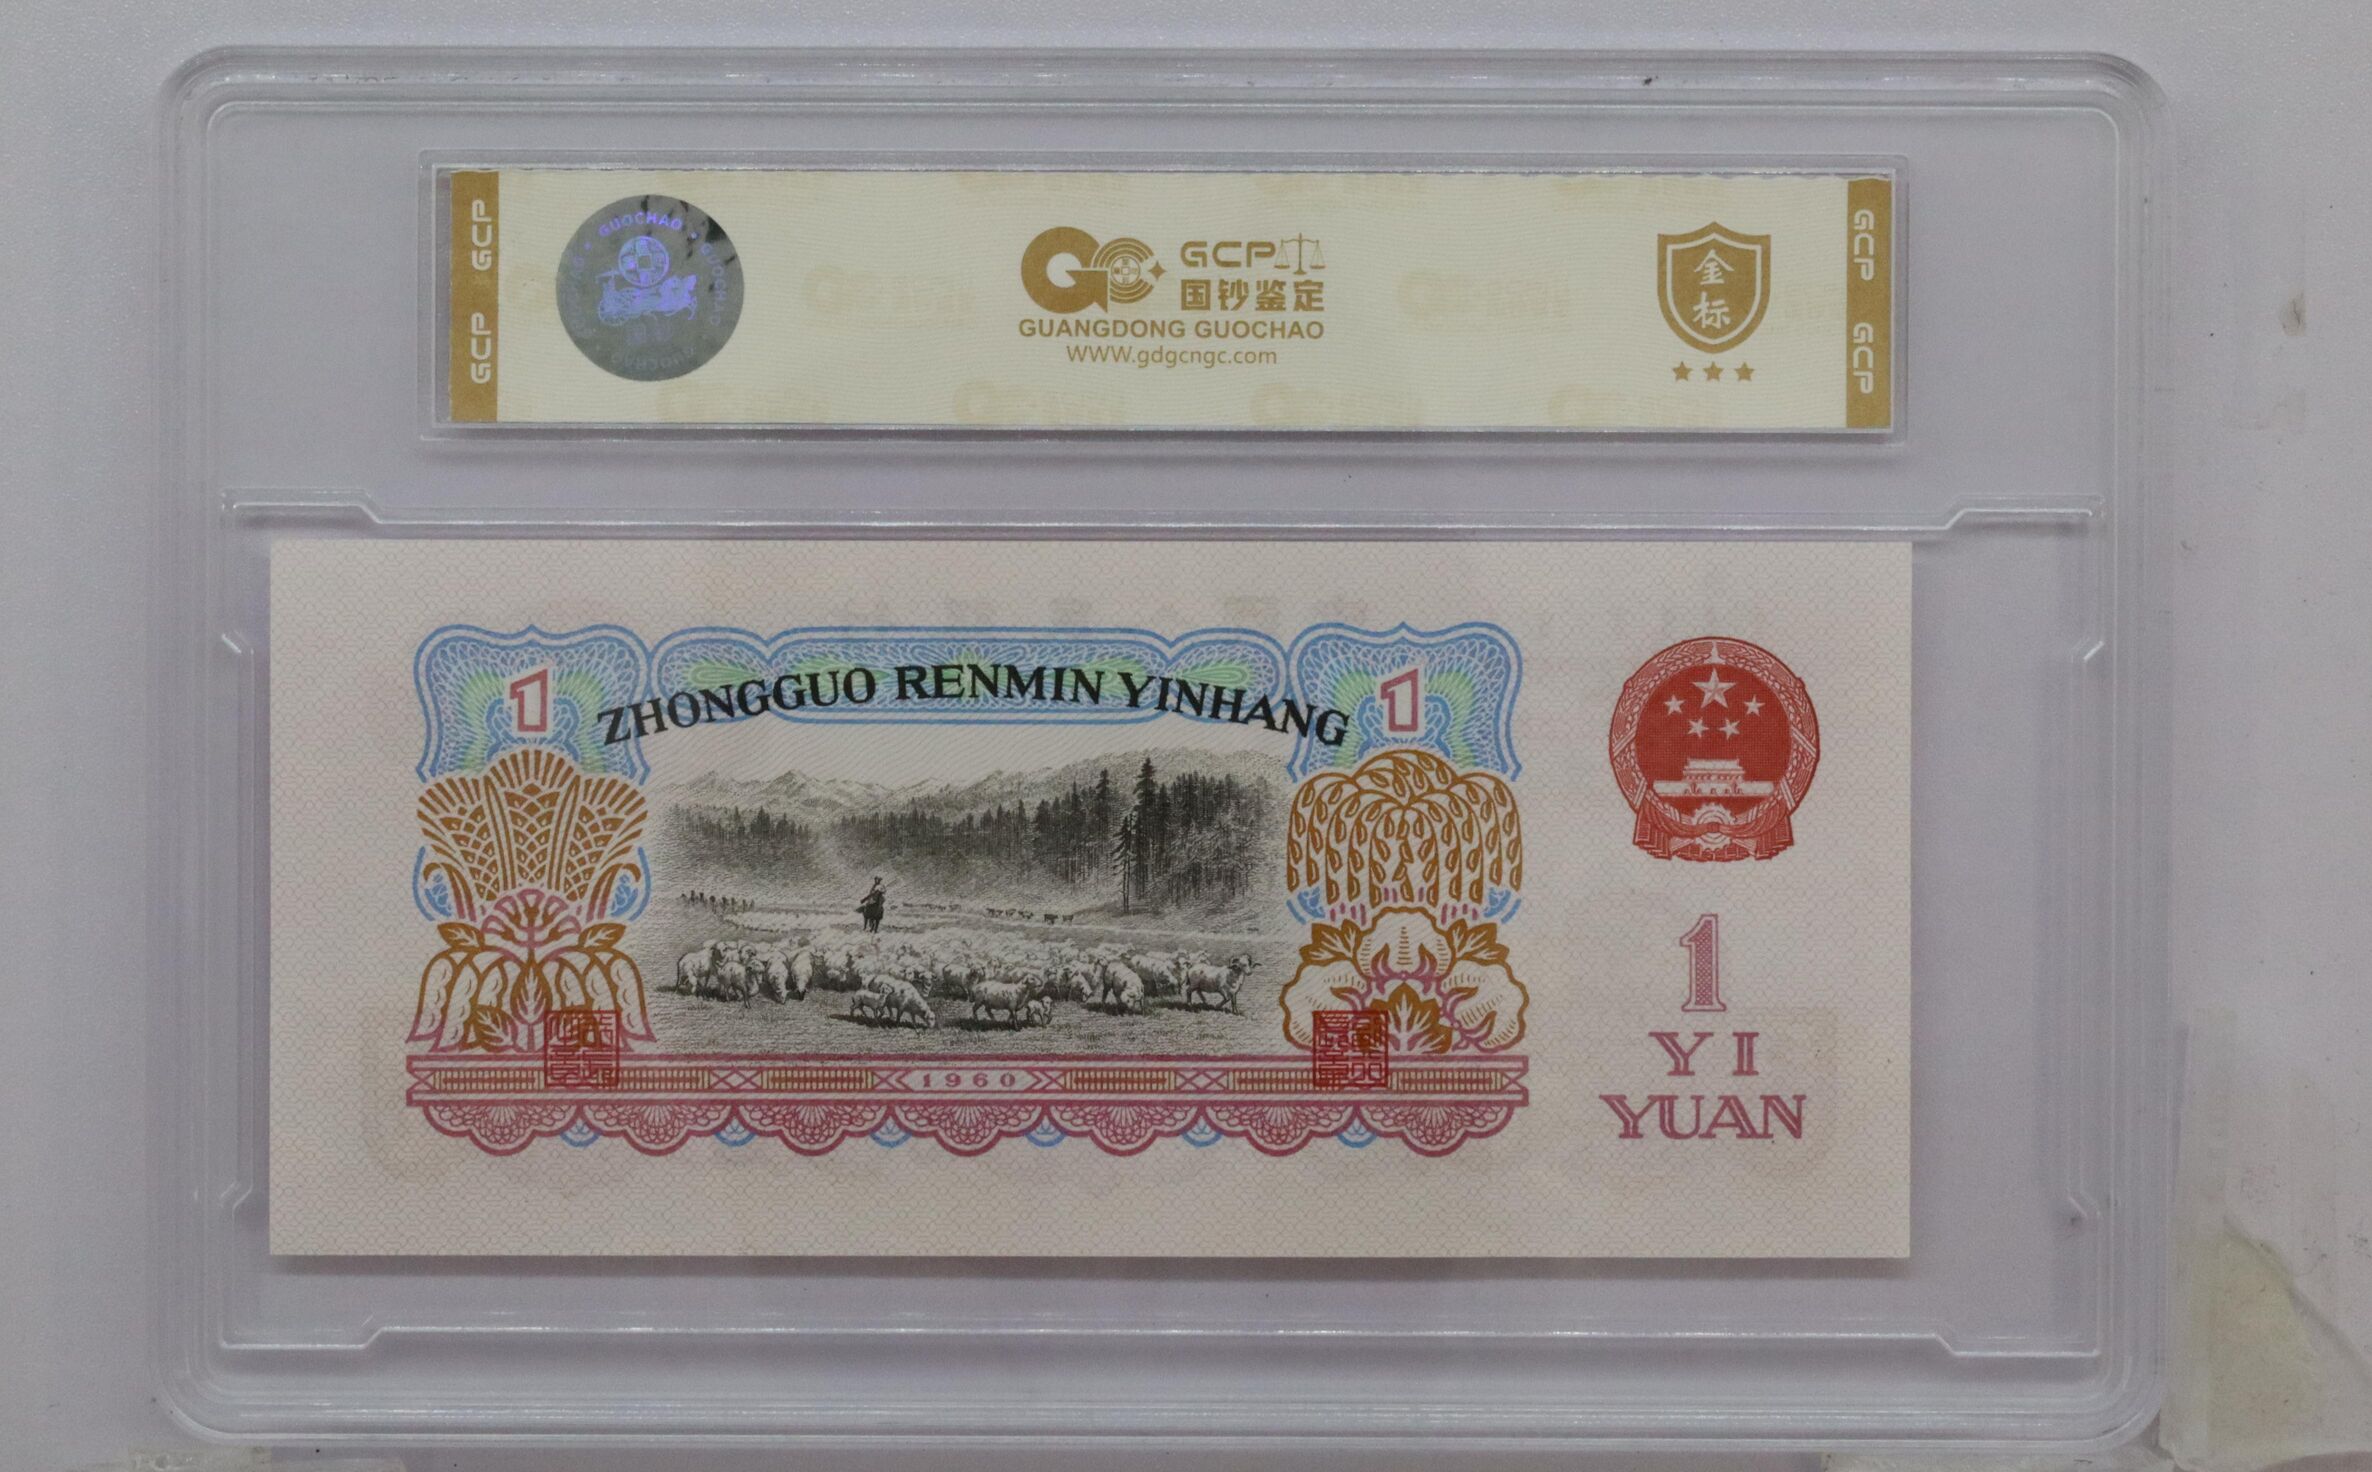 GCP GCP
GUOCHAO • GUOCHAO
GCP
国钞鉴定
GUANGDONG GUOCHAO
WWW.gdgcngc.com
金标
GCP GCP
1 ZHONGGUO RENMIN YINHANG 1
1960
1
YI
YUAN